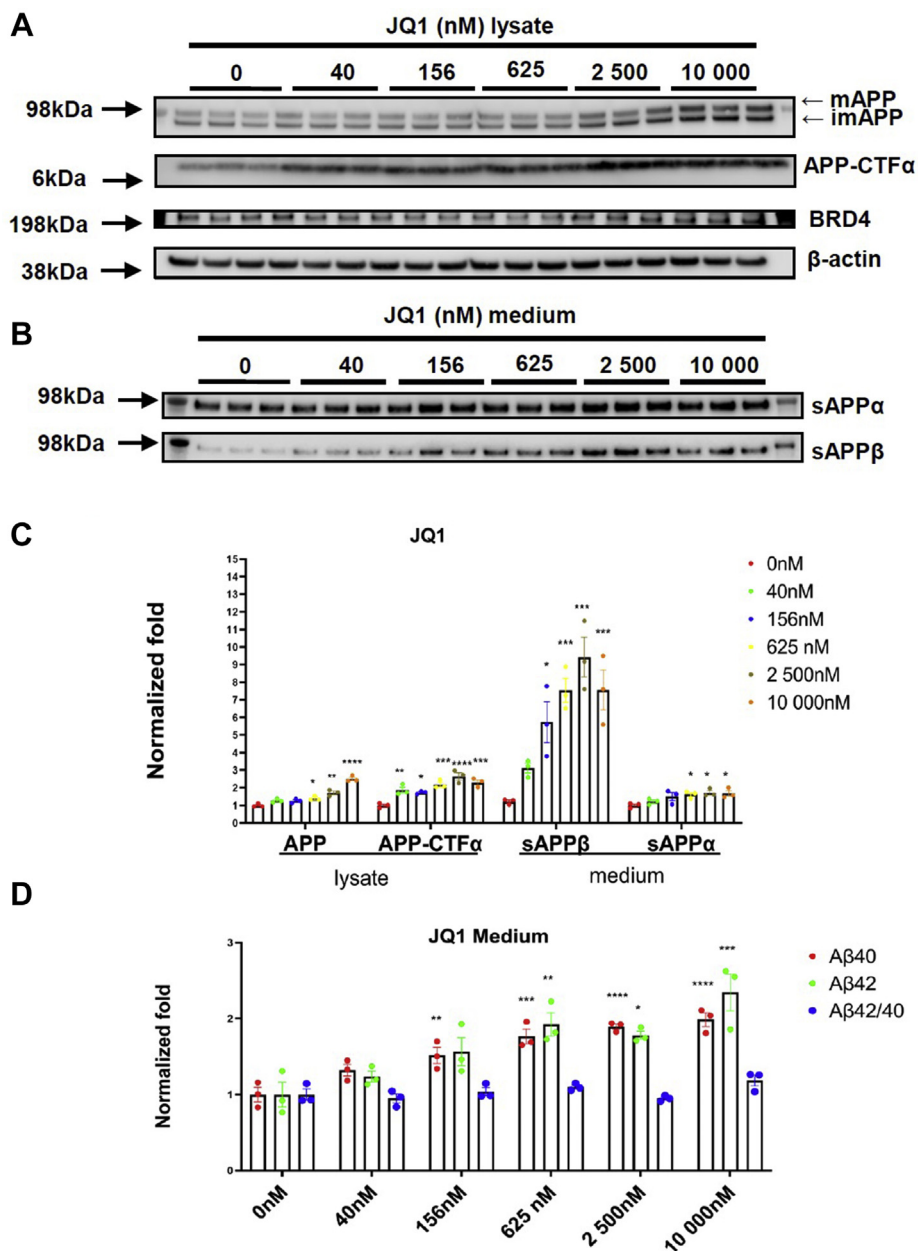 A
JQ1 (nM) lysate
0 40 156 625 2 500 10 000
98kDa
← mAPP
← imAPP
6kDa
APP-CTFα
198kDa
BRD4
38kDa
β-actin
B
JQ1 (nM) medium
0 40 156 625 2 500 10 000
98kDa
sAPPα
98kDa
sAPPβ
C
JQ1
Normalized fold
15
14
13
12
11
10
9
8
7
6
5
4
3
2
1
0
* ** ****
** * *** **** ***
* *** *** ***
* * *
0nM
40nM
156nM
625 nM
2 500nM
10 000nM
APP APP-CTFα sAPPβ sAPPα
lysate medium
D
JQ1 Medium
Normalized fold
3
2
1
0
** *** ** **** * **** ***
Aβ40
Aβ42
Aβ42/40
0nM 40nM 156nM 625 nM 2 500nM 10 000nM